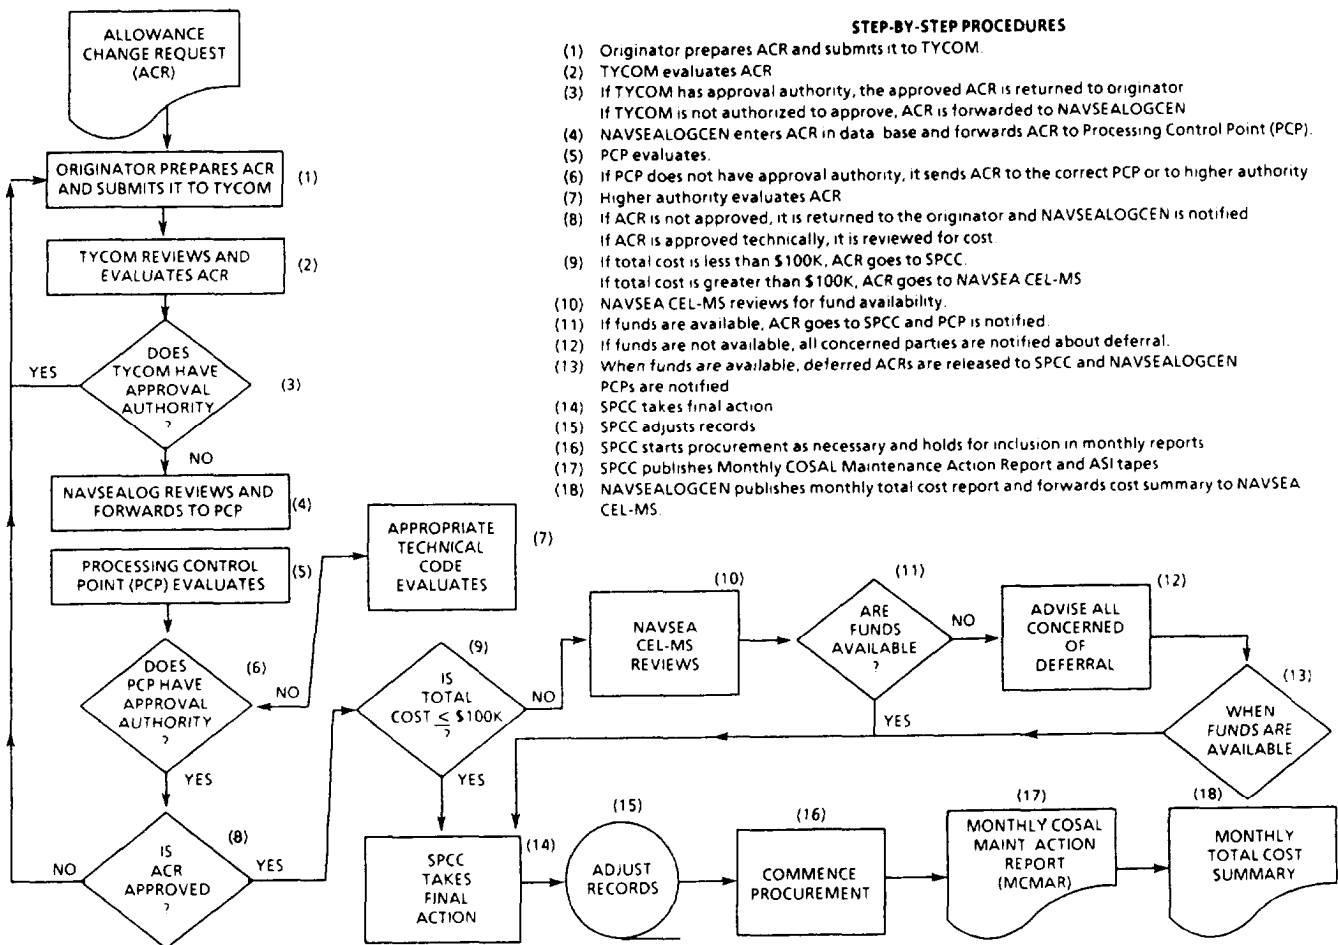 ALLOWANCE
CHANGE REQUEST
(ACR)
ORIGINATOR PREPARES ACR
AND SUBMITS IT TO TYCOM
(1)
TYCOM REVIEWS AND
EVALUATES ACR
(2)
DOES
TYCOM HAVE
APPROVAL
AUTHORITY
?
(3)
YES
NO
NAVSEALOG REVIEWS AND
FORWARDS TO PCP
(4)
PROCESSING CONTROL
POINT (PCP) EVALUATES
(5)
DOES
PCP HAVE
APPROVAL
AUTHORITY
?
(6)
NO
YES
APPROPRIATE
TECHNICAL
CODE
EVALUATES
(7)
IS
ACR
APPROVED
?
(8)
NO
YES
STEP-BY-STEP PROCEDURES
(1) Originator prepares ACR and submits it to TYCOM.
(2) TYCOM evaluates ACR
(3) If TYCOM has approval authority, the approved ACR is returned to originator
If TYCOM is not authorized to approve, ACR is forwarded to NAVSEALOGCEN
(4) NAVSEALOGCEN enters ACR in data base and forwards ACR to Processing Control Point (PCP).
(5) PCP evaluates.
(6) If PCP does not have approval authority, it sends ACR to the correct PCP or to higher authority
(7) Higher authority evaluates ACR
(8) If ACR is not approved, it is returned to the originator and NAVSEALOGCEN is notified
If ACR is approved technically, it is reviewed for cost
(9) If total cost is less than $100K, ACR goes to SPCC.
If total cost is greater than $100K, ACR goes to NAVSEA CEL-MS
(10) NAVSEA CEL-MS reviews for fund availability.
(11) If funds are available, ACR goes to SPCC and PCP is notified.
(12) If funds are not available, all concerned parties are notified about deferral.
(13) When funds are available, deferred ACRs are released to SPCC and NAVSEALOGCEN
PCPs are notified
(14) SPCC takes final action
(15) SPCC adjusts records
(16) SPCC starts procurement as necessary and holds for inclusion in monthly reports
(17) SPCC publishes Monthly COSAL Maintenance Action Report and ASI tapes
(18) NAVSEALOGCEN publishes monthly total cost report and forwards cost summary to NAVSEA
CEL-MS.
IS
TOTAL
COST ≤ $100K
?
(9)
NO
YES
NAVSEA
CEL-MS
REVIEWS
(10)
ARE
FUNDS
AVAILABLE
?
(11)
NO
YES
ADVISE ALL
CONCERNED
OF
DEFERRAL
(12)
WHEN
FUNDS ARE
AVAILABLE
(13)
SPCC
TAKES
FINAL
ACTION
(14)
ADJUST
RECORDS
(15)
COMMENCE
PROCUREMENT
(16)
MONTHLY COSAL
MAINT ACTION
REPORT
(MCMAR)
(17)
MONTHLY
TOTAL COST
SUMMARY
(18)